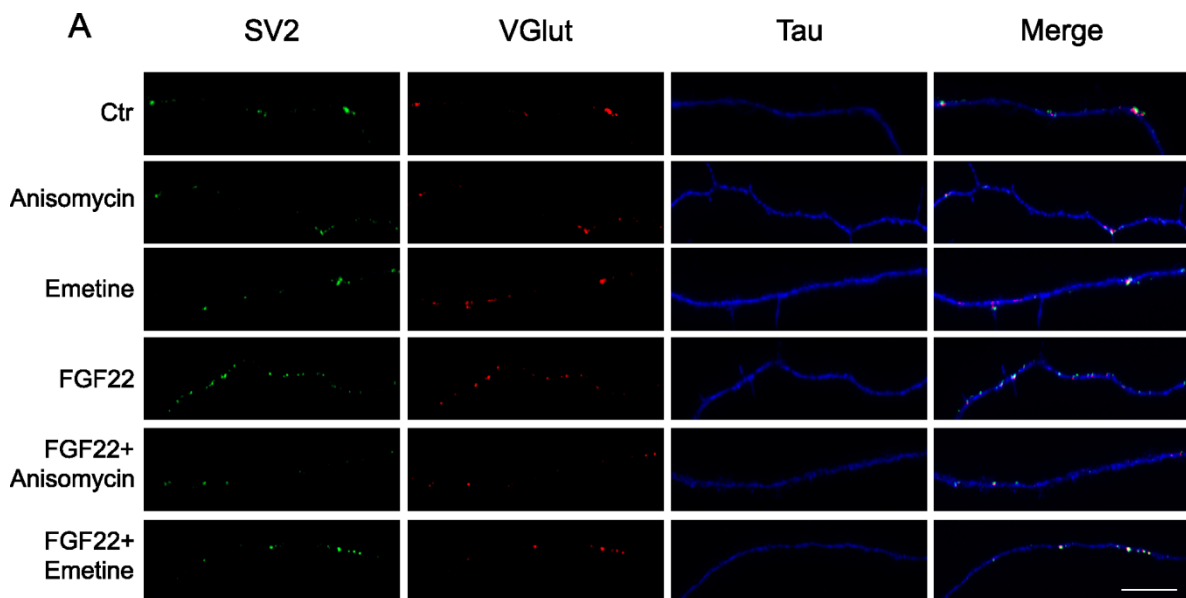 A
SV2 VGlut Tau Merge
Ctr
Anisomycin
Emetine
FGF22
FGF22+
Anisomycin
FGF22+
Emetine